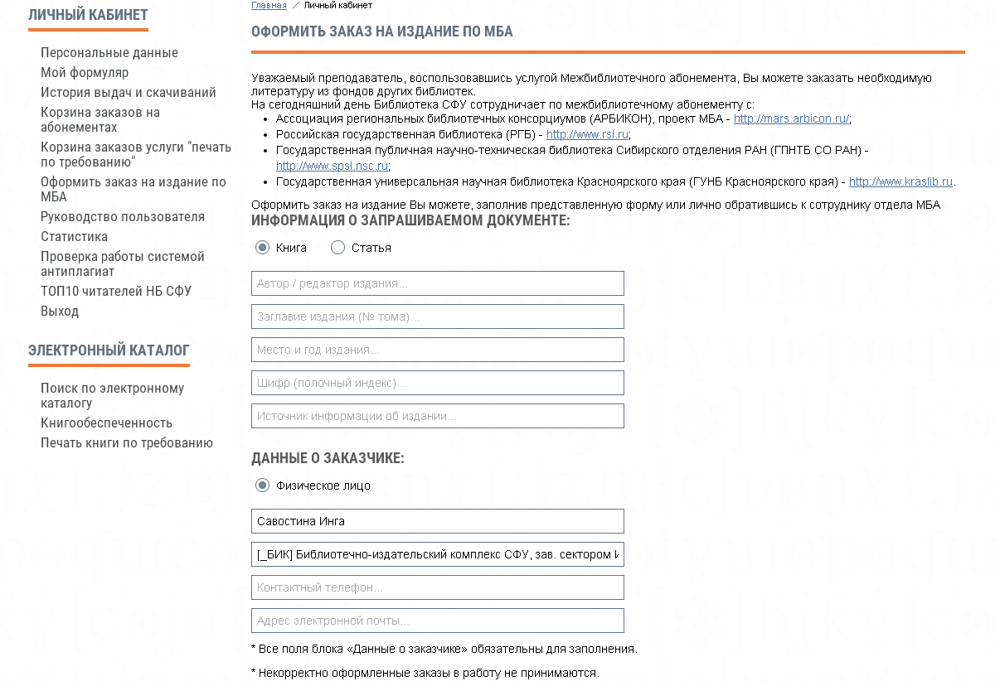 ЛИЧНЫЙ КАБИНЕТ
Персональные данные
Мой формуляр
История выдач и скачиваний
Корзина заказов на
абонементах
Корзина заказов услуги "печать
по требованию"
Оформить заказ на издание по
МБА
Руководство пользователя
Статистика
Проверка работы системой
антиплагиат
ТОП10 читателей НБ СФУ
Выход
ЭЛЕКТРОННЫЙ КАТАЛОГ
Поиск по электронному
каталогу
Книгообеспеченность
Печать книги по требованию
Главная / Личный кабинет
ОФОРМИТЬ ЗАКАЗ НА ИЗДАНИЕ ПО МБА
Уважаемый преподаватель, воспользовавшись услугой Межбиблиотечного абонемента, Вы можете заказать необходимую
литературу из фондов других библиотек.
На сегодняшний день Библиотека СФУ сотрудничает по межбиблиотечному абонементу с:
• Ассоциация региональных библиотечных консорциумов (АРБИКОН), проект МБА - http://mars.arbicon.ru/;
• Российская государственная библиотека (РГБ) - http://www.rsl.ru;
• Государственная публичная научно-техническая библиотека Сибирского отделения РАН (ГПНТБ СО РАН) -
http://www.spsl.nsc.ru;
• Государственная универсальная научная библиотека Красноярского края (ГУНБ Красноярского края) - http://www.kraslib.ru.
Оформить заказ на издание Вы можете, заполнив представленную форму или лично обратившись к сотруднику отдела МБА
ИНФОРМАЦИЯ О ЗАПРАШИВАЕМОМ ДОКУМЕНТЕ:
Книга Статья
Автор / редактор издания...
Заглавие издания (№ тома)...
Место и год издания...
Шифр (полочный индекс)...
Источник информации об издании...
ДАННЫЕ О ЗАКАЗЧИКЕ:
Физическое лицо
Савостина Инга
[_БИК] Библиотечно-издательский комплекс СФУ, зав. сектором
Контактный телефон...
Адрес электронной почты...
* Все поля блока «Данные о заказчике» обязательны для заполнения.
* Некорректно оформленные заказы в работу не принимаются.